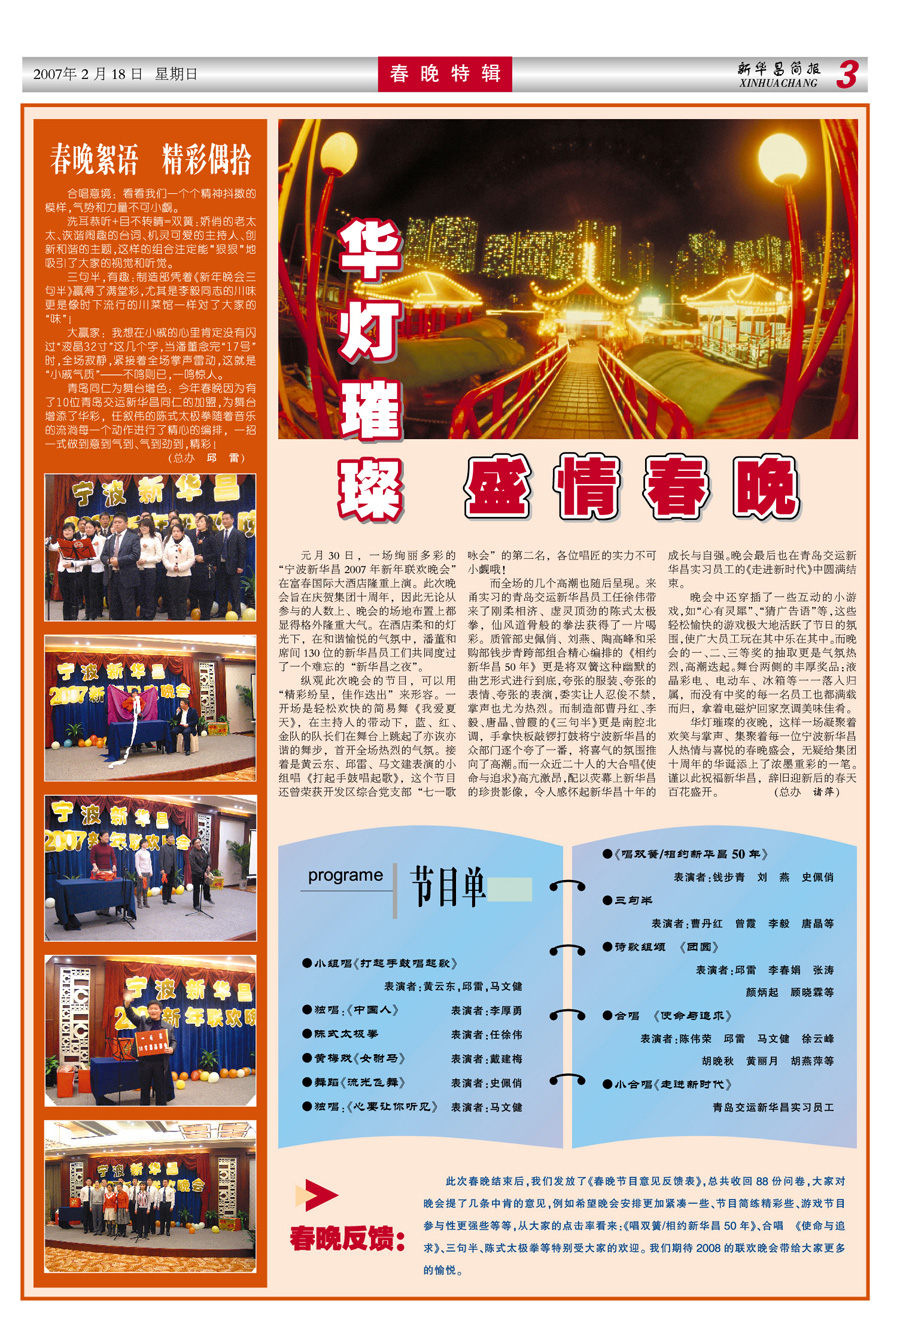 2007年 2 月 18 日 星期日
春晚特辑
新华昌简报
XINHUACHANG
3
春晚絮语 精彩偶拾
合唱意境：看看我们一个个精神抖擞的
模样,气势和力量不可小觑。
洗耳恭听+目不转睛=双簧:娇俏的老太
太、诙谐闹趣的台词、机灵可爱的主持人、创
新和谐的主题,这样的组合注定能“狠狠”地
吸引了大家的视觉和听觉。
三句半,有趣:制造部凭着《新年晚会三
句半》赢得了满堂彩,尤其是李毅同志的川味
更是像时下流行的川菜馆一样对了大家的
“味”!
大赢家：我想在小戚的心里肯定没有闪
过“液晶32寸”这几个字,当潘董念完“17号”
时,全场寂静,紧接着全场掌声雷动,这就是
“小戚气质”——不鸣则已,一鸣惊人。
青岛同仁为舞台增色：今年春晚因为有
了10位青岛交运新华昌同仁的加盟,为舞台
增添了华彩，任叙伟的陈式太极拳随着音乐
的流淌每一个动作进行了精心的编排，一招
一式做到意到气到、气到劲到,精彩!
(总办 邱 雷)
宁波新华昌
宁波新华昌
2007新年联欢晚会
宁波新华昌
2007新年联欢晚会
宁波新华昌
2007新年联欢晚
宁波新华昌
华灯璀璨 盛情春晚
元月 30 日，一场绚丽多彩的
“宁波新华昌 2007 年新年联欢晚会”
在富春国际大酒店隆重上演。此次晚
会旨在庆贺集团十周年，因此无论从
参与的人数上、晚会的场地布置上都
显得格外隆重大气。在酒店柔和的灯
光下，在和谐愉悦的气氛中，潘董和
席间 130 位的新华昌员工们共同度过
了一个难忘的“新华昌之夜”。
纵观此次晚会的节目，可以用
“精彩纷呈，佳作迭出”来形容。一
开场是轻松欢快的简易舞《我爱夏
天》，在主持人的带动下，蓝、红、
金队的队长们在舞台上跳起了亦诙亦
谐的舞步，首开全场热烈的气氛。接
着是黄云东、邱雷、马文建表演的小
组唱《打起手鼓唱起歌》，这个节目
还曾荣获开发区综合党支部“七一歌
咏会”的第二名，各位唱匠的实力不可
小觑哦!
而全场的几个高潮也随后呈现。来
甬实习的青岛交运新华昌员工任徐伟带
来了刚柔相济、虚灵顶劲的陈式太极
拳，仙风道骨般的拳法获得了一片喝
彩。质管部史佩俏、刘燕、陶高峰和采
购部钱步青跨部组合精心编排的《相约
新华昌 50 年》更是将双簧这种幽默的
曲艺形式进行到底,夸张的服装、夸张的
表情、夸张的表演,委实让人忍俊不禁,
掌声也尤为热烈。而制造部曹丹红、李
毅、唐晶、曾霞的《三句半》更是南腔北
调，手拿快板敲锣打鼓将宁波新华昌的
众部门逐个夸了一番，将喜气的氛围推
向了高潮。而一众近二十人的大合唱《使
命与追求》高亢激昂,配以荧幕上新华昌
的珍贵影像，令人感怀起新华昌十年的
成长与自强。晚会最后也在青岛交运新
华昌实习员工的《走进新时代》中圆满结
束。
晚会中还穿插了一些互动的小游
戏,如“心有灵犀”、“猜广告语”等,这些
轻松愉快的游戏极大地活跃了节日的氛
围,使广大员工玩在其中乐在其中。而晚
会的一、二、三等奖的抽取更是气氛热
烈,高潮迭起。舞台两侧的丰厚奖品:液
晶彩电、电动车、冰箱等一一落入归
属，而没有中奖的每一名员工也都满载
而归，拿着电磁炉回家烹调美味佳肴。
华灯璀璨的夜晚，这样一场凝聚着
欢笑与掌声、集聚着每一位宁波新华昌
人热情与喜悦的春晚盛会，无疑给集团
十周年的华诞添上了浓墨重彩的一笔。
谨以此祝福新华昌，辞旧迎新后的春天
百花盛开。 (总办 诸萍)
programe 节目单
●小组唱《打起手鼓唱起歌》
表演者:黄云东,邱雷,马文健
●独唱:《中国人》 表演者:李厚勇
●陈式太极拳 表演者:任徐伟
●黄梅戏《女驸马》 表演者:戴建梅
●舞蹈《流光飞舞》 表演者:史佩俏
●独唱:《心要让你听见》 表演者:马文健
●《唱双簧/相约新华昌 50 年》
表演者:钱步青 刘 燕 史佩俏
●三句半
表演者:曹丹红 曾霞 李毅 唐晶等
●诗歌组颂 《团圆》
表演者:邱雷 李春娟 张涛
颜炳起 顾晓霖等
●合唱 《使命与追求》
表演者:陈伟荣 邱雷 马文健 徐云峰
胡晚秋 黄丽月 胡燕萍等
●小合唱《走进新时代》
青岛交运新华昌实习员工
春晚反馈:
此次春晚结束后,我们发放了《春晚节目意见反馈表》,总共收回 88 份问卷,大家对
晚会提了几条中肯的意见,例如希望晚会安排更加紧凑一些、节目简练精彩些、游戏节目
参与性更强些等等,从大家的点击率看来:《唱双簧/相约新华昌 50 年》、合唱 《使命与追
求》、三句半、陈式太极拳等特别受大家的欢迎。我们期待 2008 的联欢晚会带给大家更多
的愉悦。